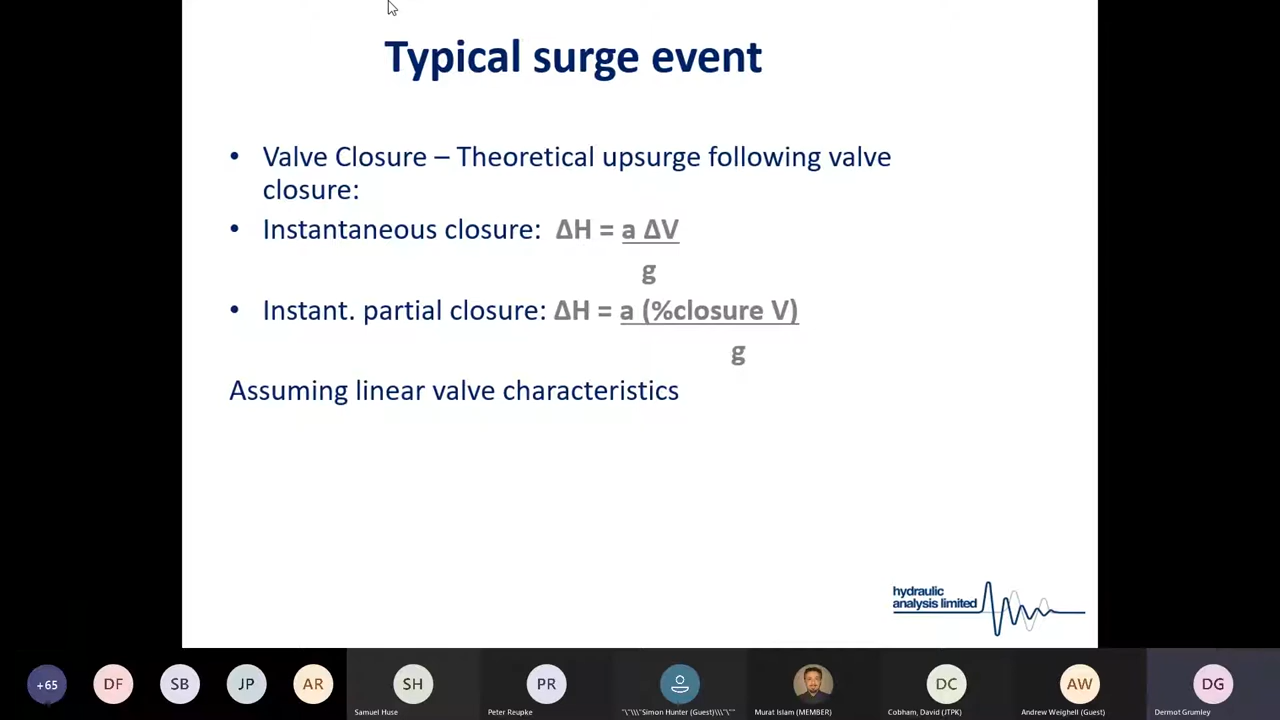 Typical surge event
• Valve Closure – Theoretical upsurge following valve
closure:
• Instantaneous closure: ΔH = a ΔV
g
• Instant. partial closure: ΔH = a (%closure V)
g
Assuming linear valve characteristics
hydraulic
analysis limited
+65
DF
SB
JP
AR
SH
PR
DC
AW
DG
Samuel Huse
Peter Reupke
"\"\\\"Simon Hunter (Guest)\\\"\""
Murat Islam (MEMBER)
Cobham, David (JTPK)
Andrew Weighell (Guest)
Dermot Grumley